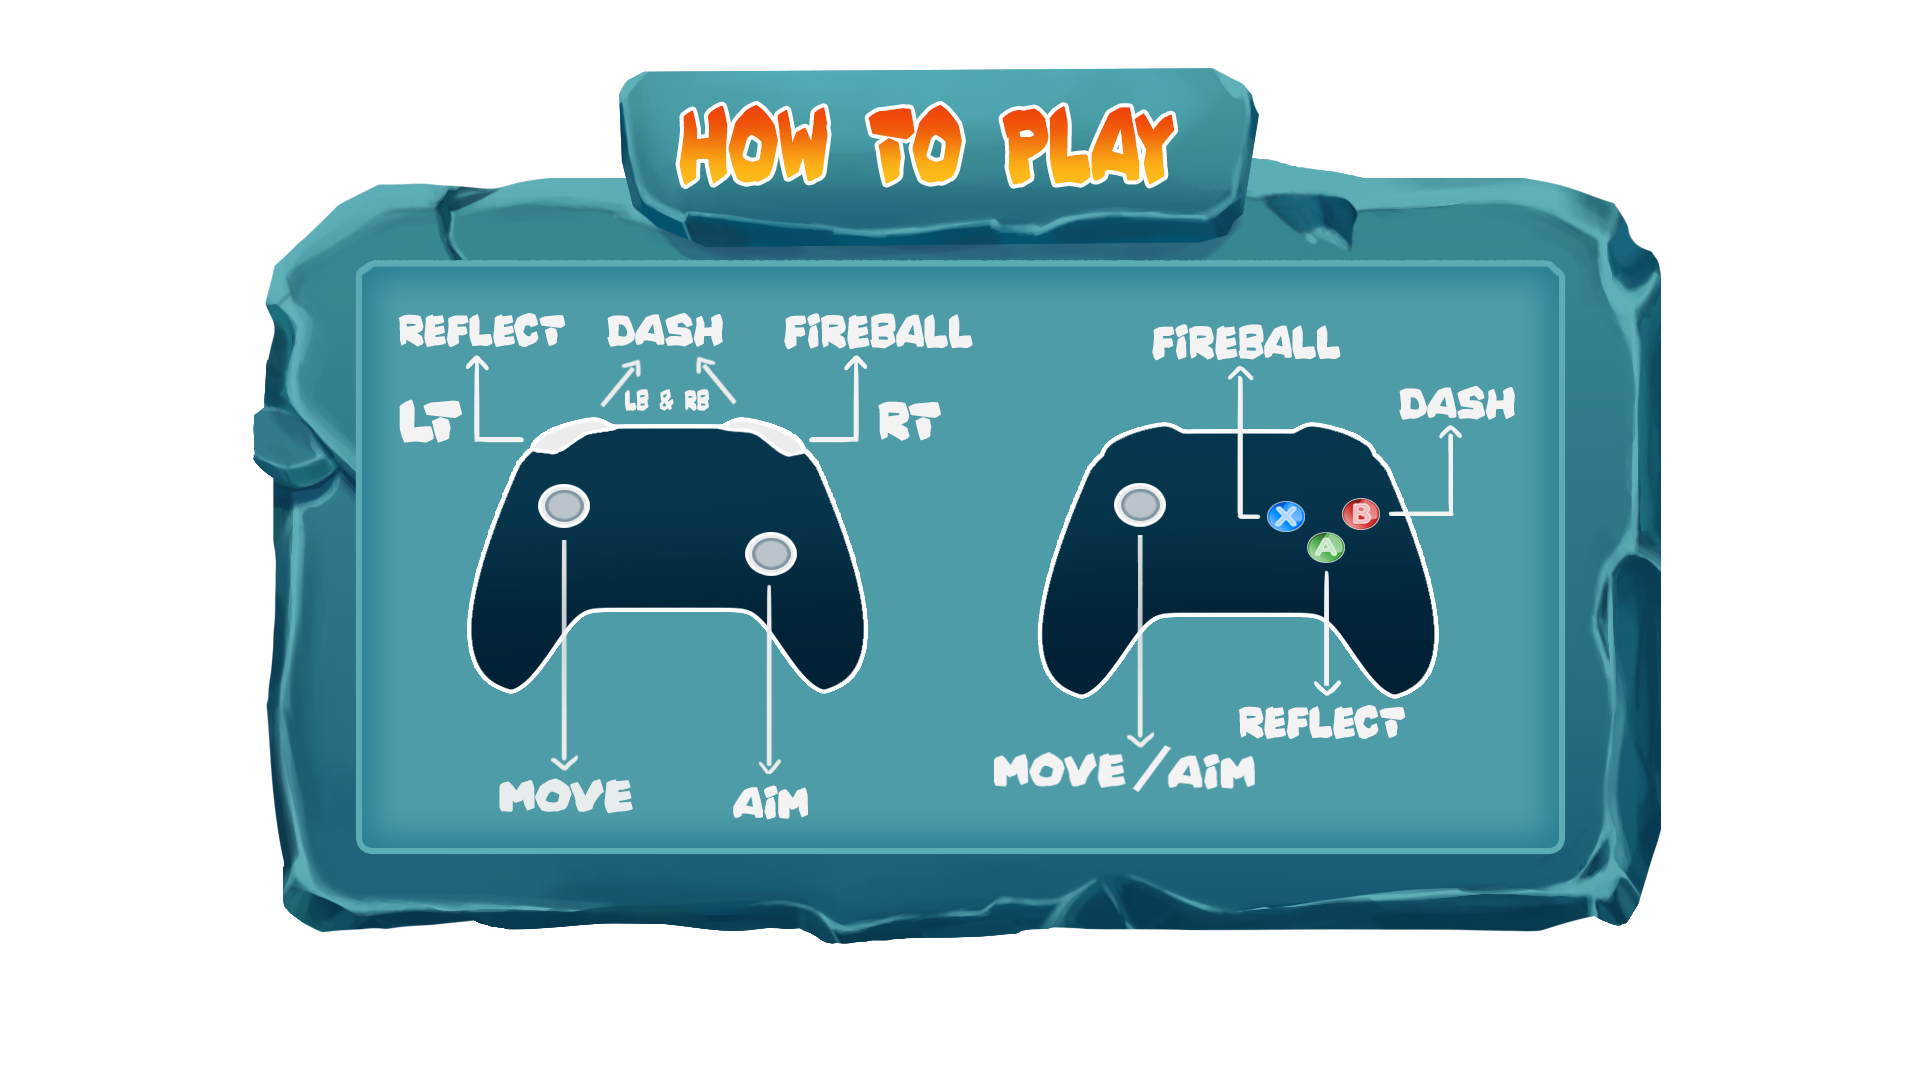 HOW TO PLAY
REFLECT DASH FIREBALL
LB & RB
LT RT
MOVE
AIM
FIREBALL
DASH
X B
A
REFLECT
MOVE/AIM